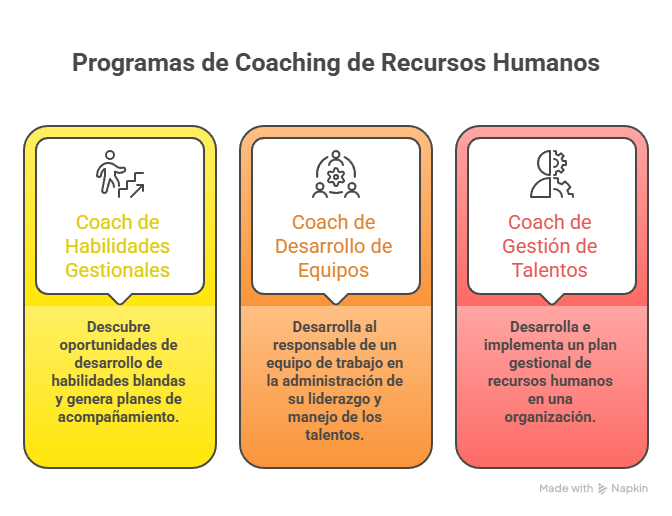 Programas de Coaching de Recursos Humanos
Coach de
Habilidades
Gestionales
Descubre
oportunidades de
desarrollo de
habilidades blandas
y genera planes de
acompañamiento.
Coach de
Desarrollo de
Equipos
Desarrolla al
responsable de un
equipo de trabajo en
la administración de
su liderazgo y
manejo de los
talentos.
Coach de
Gestión de
Talentos
Desarrolla e
implementa un plan
gestional de
recursos humanos
en una
organización.
Made with Napkin